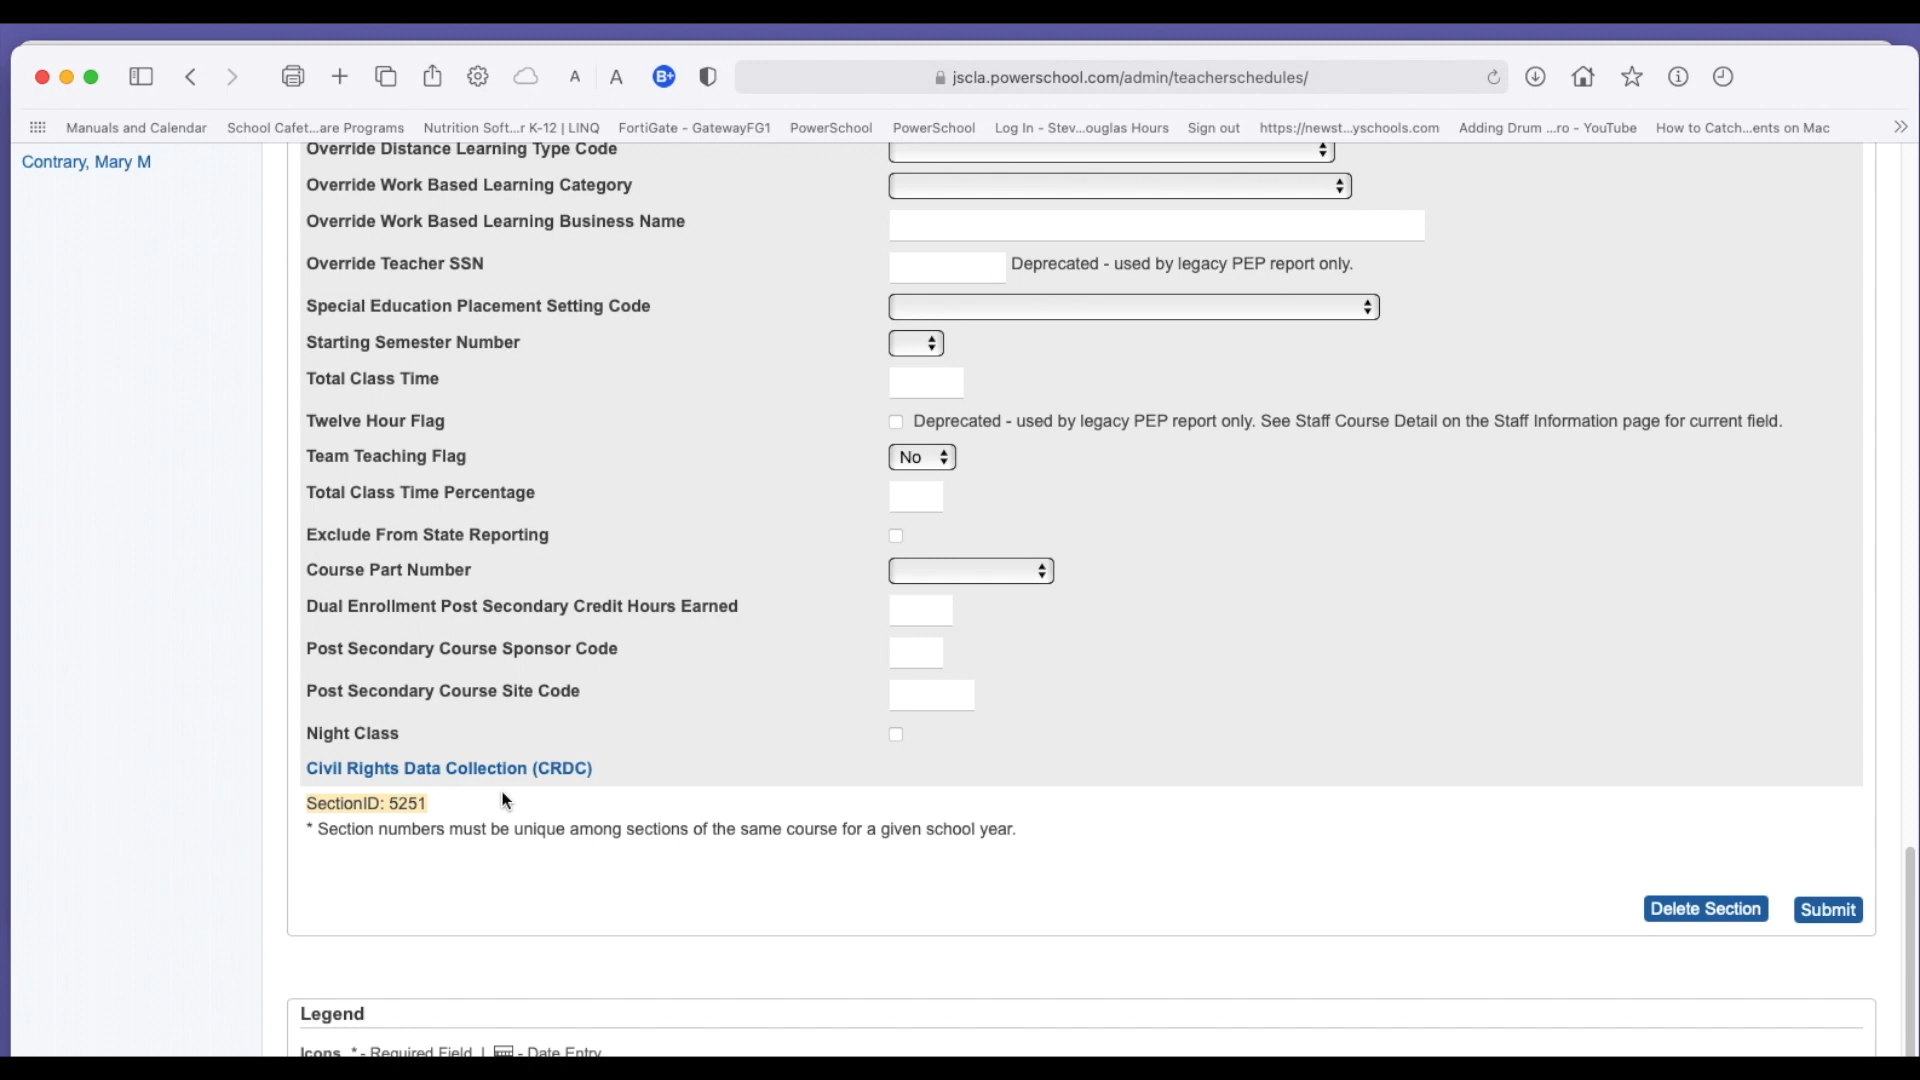 A A B+ jscla.powerschool.com/admin/teacherschedules/
Manuals and Calendar School Cafet...are Programs Nutrition Soft...r K-12 | LINQ FortiGate - GatewayFG1 PowerSchool PowerSchool Log In - Stev...ouglas Hours Sign out https://newst...yschools.com Adding Drum ...ro - YouTube How to Catch...ents on Mac
Contrary, Mary M
Override Distance Learning Type Code
Override Work Based Learning Category
Override Work Based Learning Business Name
Override Teacher SSN Deprecated - used by legacy PEP report only.
Special Education Placement Setting Code
Starting Semester Number
Total Class Time
Twelve Hour Flag Deprecated - used by legacy PEP report only. See Staff Course Detail on the Staff Information page for current field.
Team Teaching Flag No
Total Class Time Percentage
Exclude From State Reporting
Course Part Number
Dual Enrollment Post Secondary Credit Hours Earned
Post Secondary Course Sponsor Code
Post Secondary Course Site Code
Night Class
Civil Rights Data Collection (CRDC)
SectionID: 5251
* Section numbers must be unique among sections of the same course for a given school year.
Delete Section Submit
Legend
Icons * - Required Field | - Date Entry